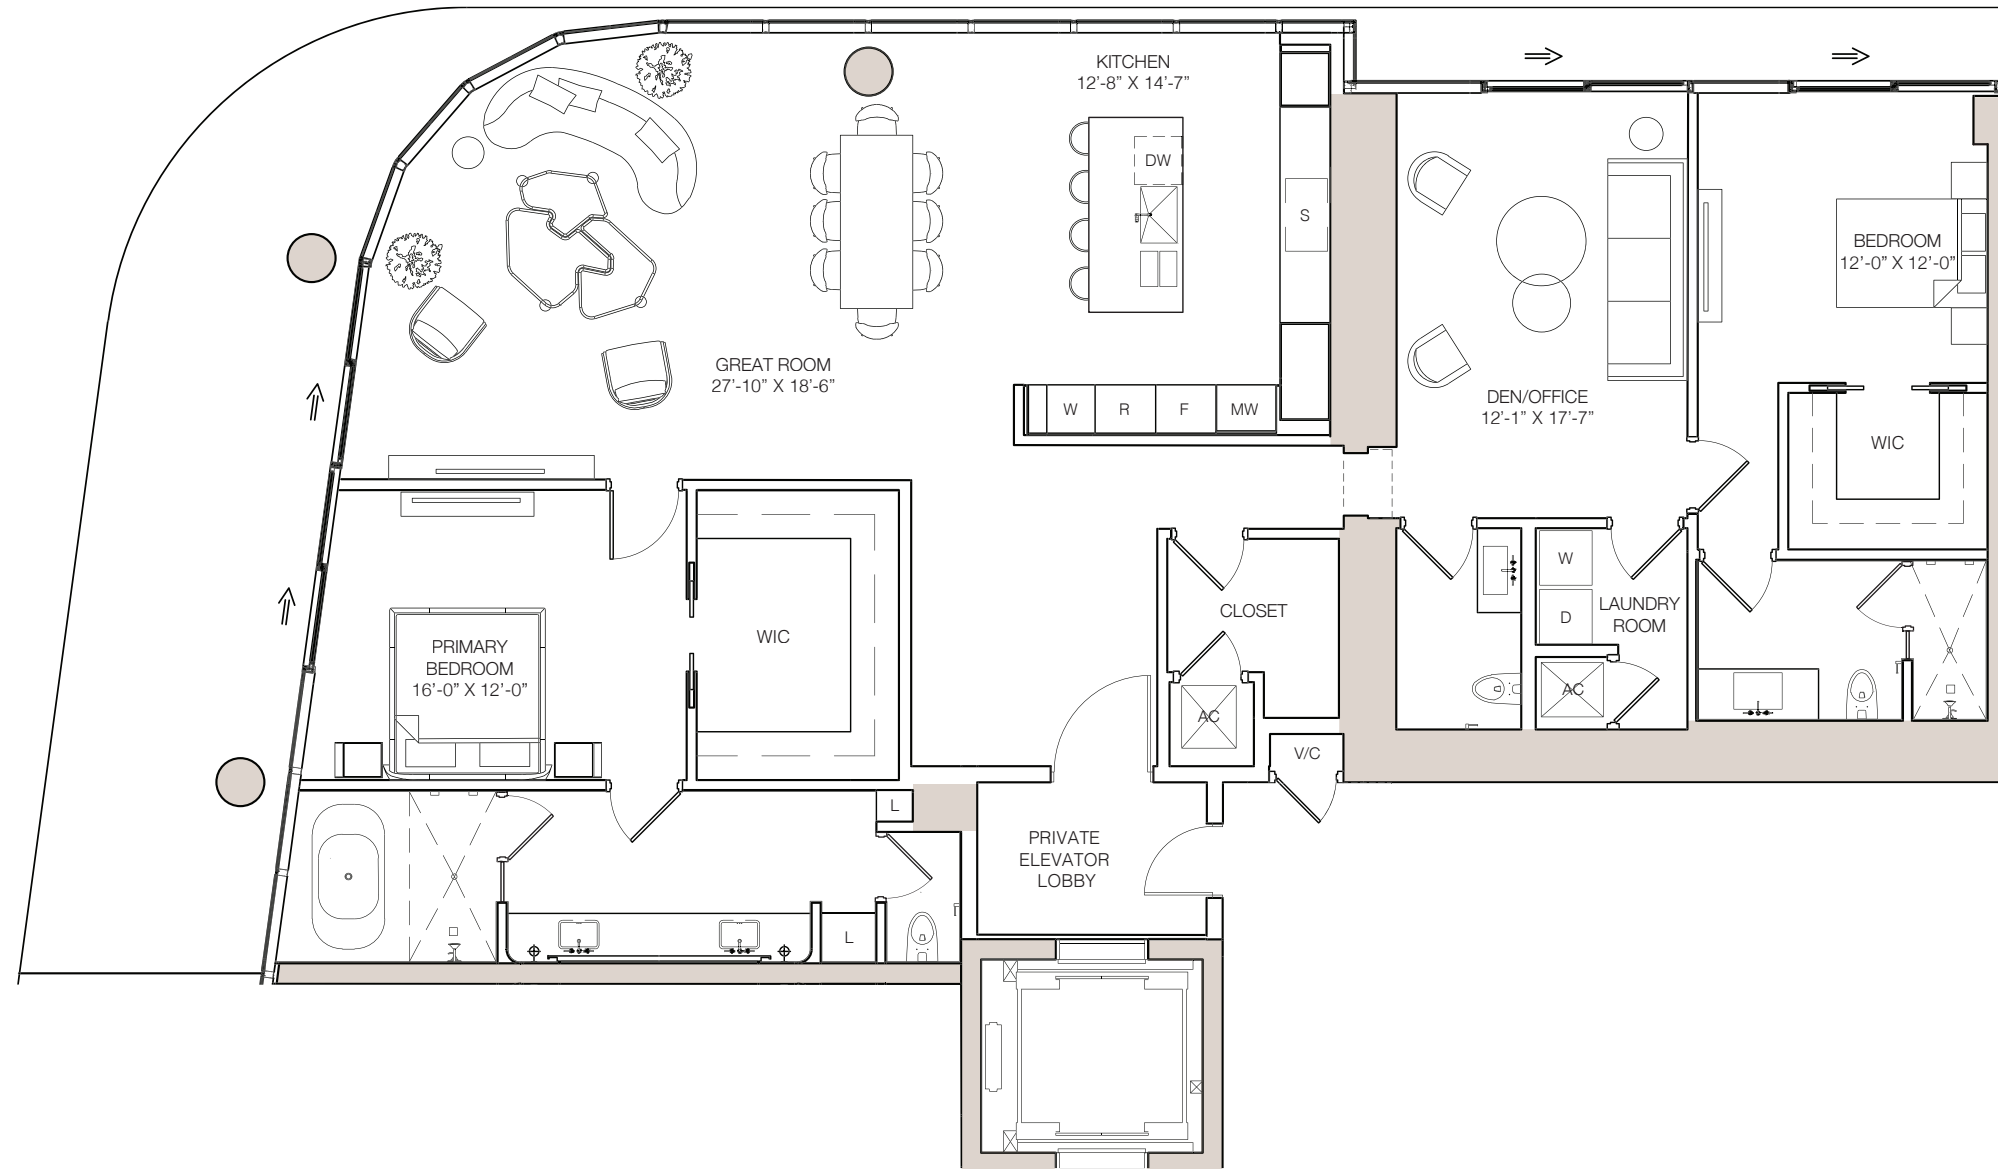 KITCHEN
12'-8” X 14'-7”
DW
S
BEDROOM
12'-0” X 12'-0”
GREAT ROOM
27'-10” X 18'-6”
W
R
F
MW
DEN/OFFICE
12'-1” X 17'-7”
WIC
W
D
LAUNDRY
ROOM
CLOSET
PRIMARY
BEDROOM
16'-0” X 12'-0”
WIC
AC
AC
V/C
L
PRIVATE
ELEVATOR
LOBBY
L